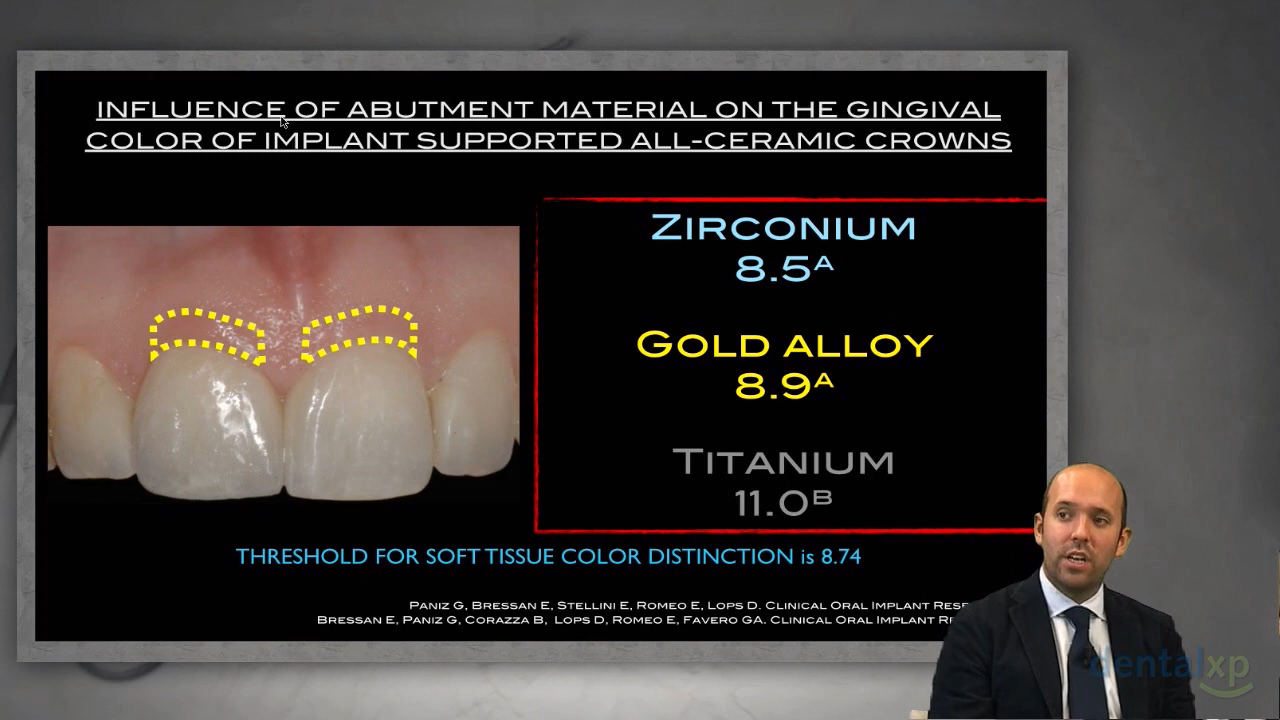 INFLUENCE OF ABUTMENT MATERIAL ON THE GINGIVAL
COLOR OF IMPLANT SUPPORTED ALL-CERAMIC CROWNS
ZIRCONIUM
8.5A
GOLD ALLOY
8.9A
TITANIUM
11.0B
THRESHOLD FOR SOFT TISSUE COLOR DISTINCTION is 8.74
PANIZ G, BRESSAN E, STELLINI E, ROMEO E, LOPS D. CLINICAL ORAL IMPLANT
BRESSAN E, PANIZ G, CORAZZA B, LOPS D, ROMEO E, FAVERO GA. CLINICAL ORAL IMPLANT
dentalxp